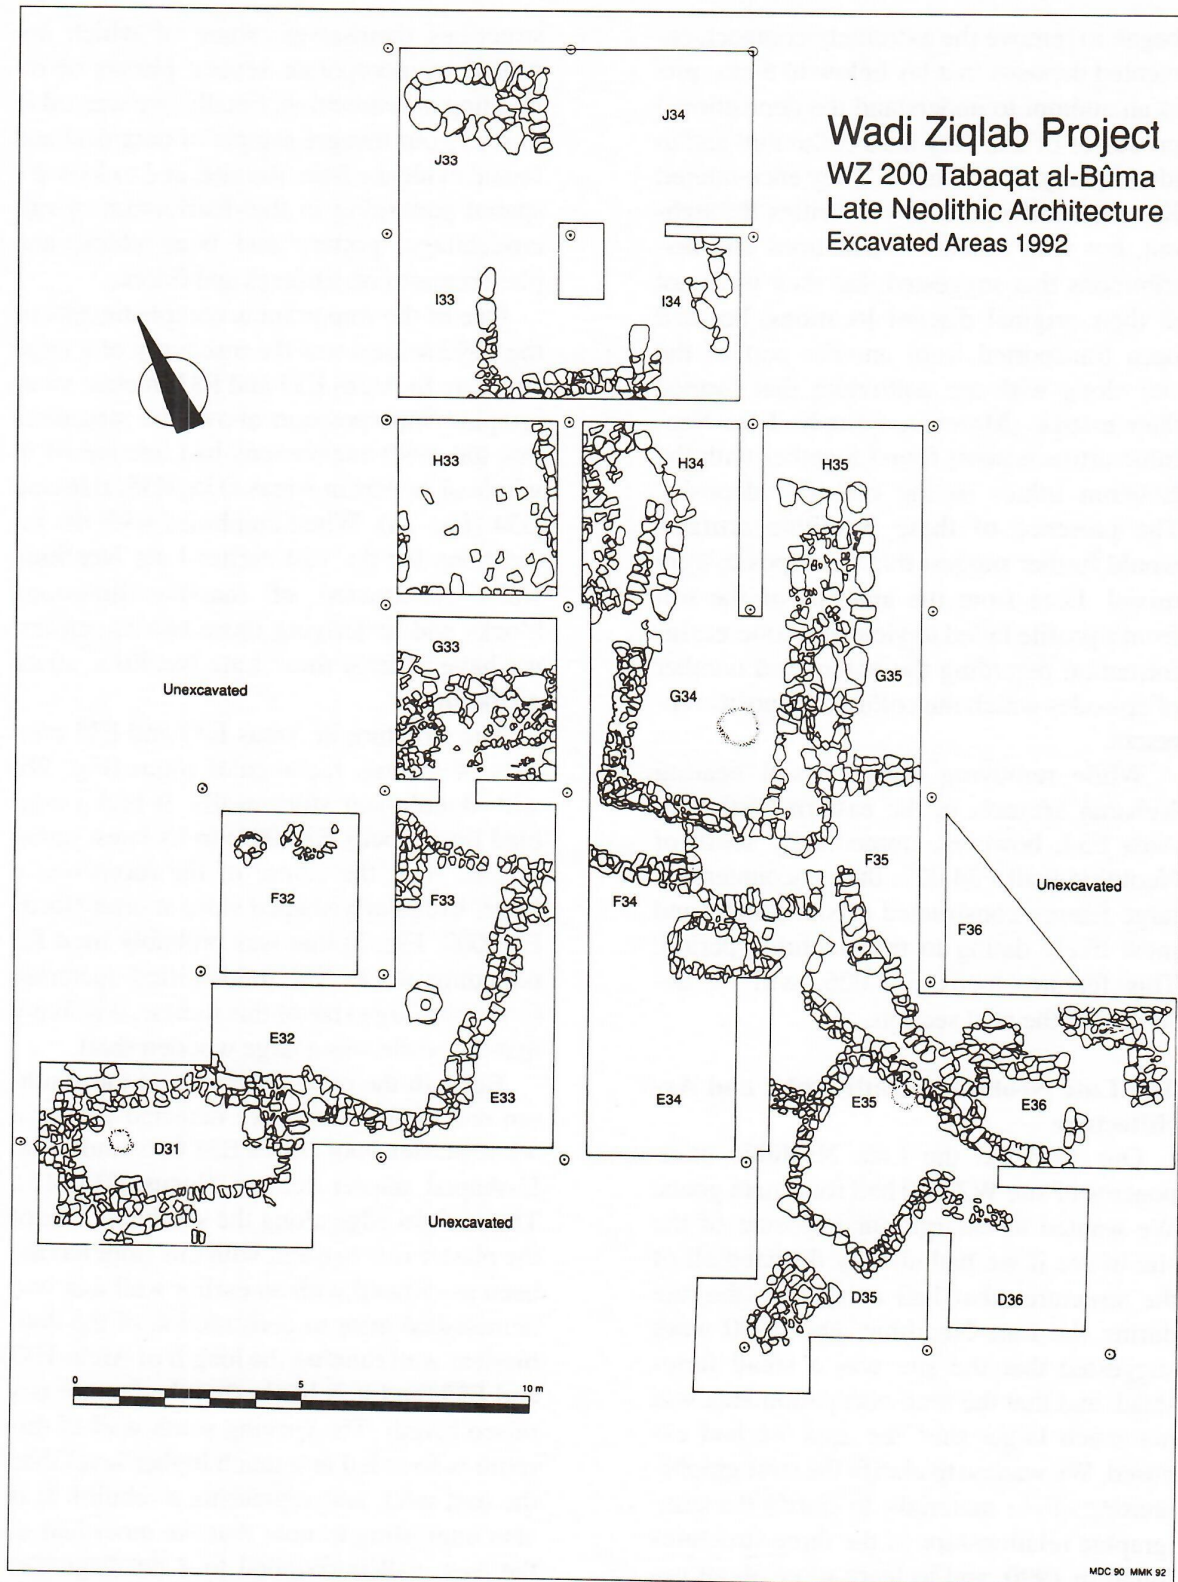 Wadi Ziqlab Project
WZ 200 Tabaqat al-Bûma
Late Neolithic Architecture
Excavated Areas 1992
J34
J33
I33
I34
H33
H34
H35
G33
Unexcavated
G34
G35
F35
Unexcavated
F32
F33
F34
F36
E32
E33
E34
E35
E36
D31
Unexcavated
D35
D36
0 5 10 m
MDC 90 MMK 92